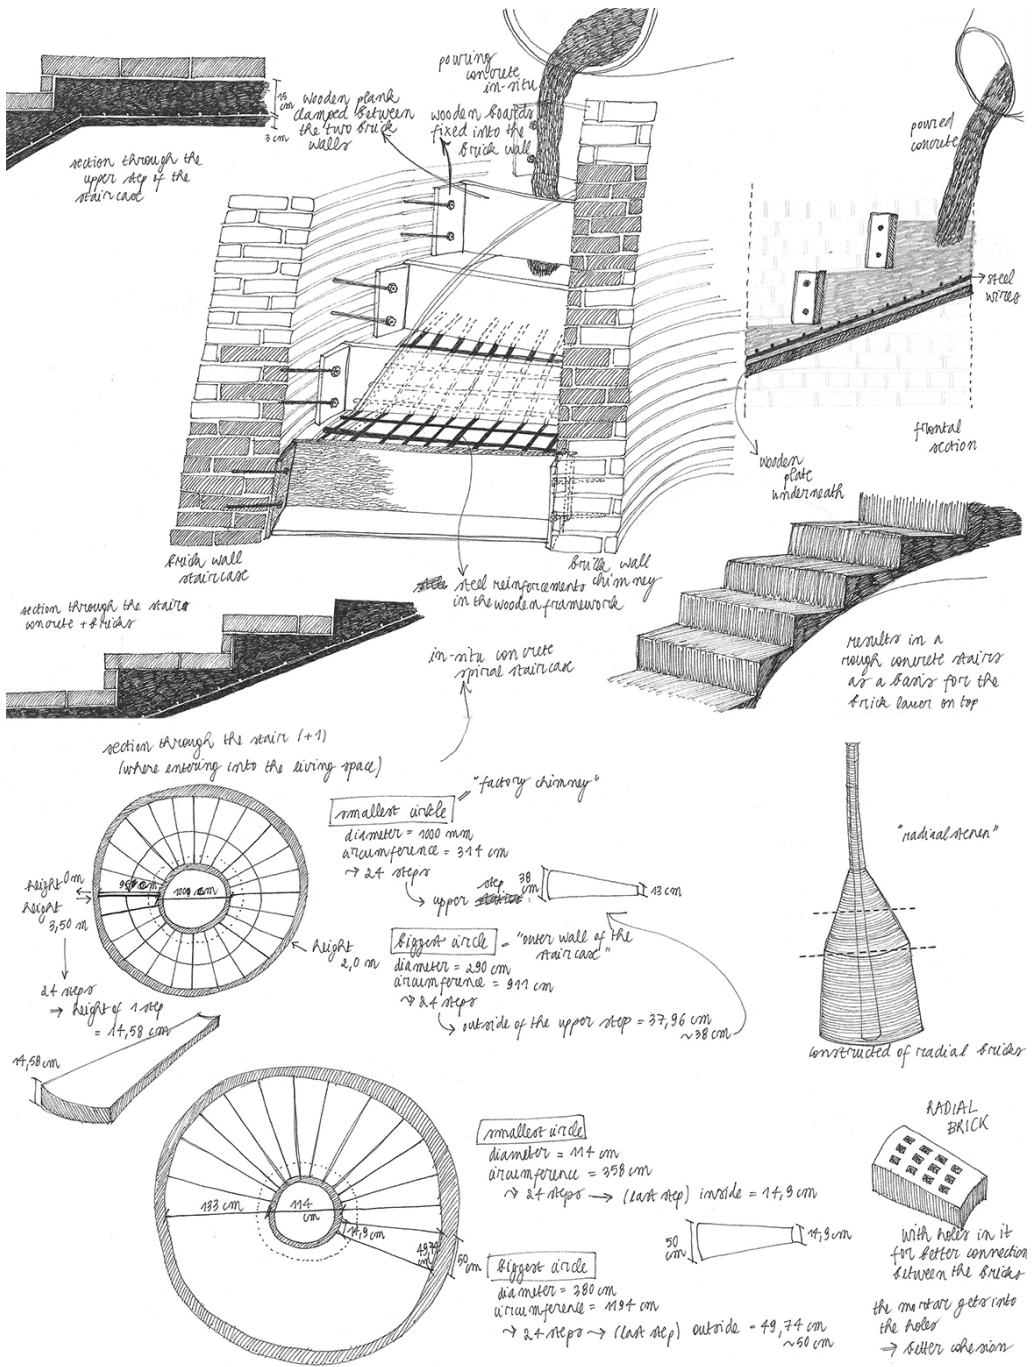 pouring
concrete
in-situ
wooden plank
clamped between
the two brick
walls
wooden boards
fixed into the
brick wall
15
cm
3 cm
section through the
upper step of the
staircase
poured
concrete
steel
wires
frontal
section
wooden
plate
underneath
brick wall
staircase
brick wall
chimney
steel reinforcements
in the wooden framework
section through the stairs
concrete + bricks
in-situ concrete
spiral staircase
results in a
rough concrete stairs
as a basis for the
brick layer on top
section through the stair (+1)
(where entering into the living space)
smallest circle
"factory chimney"
diameter = 1000 mm
circumference = 314 cm
→ 24 steps
upper step
38
cm
13 cm
height 0 m
height
3,50 m
24 steps
⇒ height of 1 step
= 14,58 cm
height
2,0 m
biggest circle = "outer wall of the
staircase"
diameter = 290 cm
circumference = 911 cm
→ 24 steps
outside of the upper step = 37,96 cm
~38 cm
"radiaalstenen"
constructed of radial bricks
14,58 cm
133 cm
114
cm
14,9 cm
49,74
cm
50 cm
smallest circle
diameter = 114 cm
circumference = 358 cm
→ 24 steps → (last step) inside = 14,9 cm
50
cm
14,9 cm
biggest circle
diameter = 380 cm
circumference = 1194 cm
→ 24 steps → (last step) outside = 49,74 cm
~50 cm
RADIAL
BRICK
with holes in it
for better connection
between the bricks
the mortar gets into
the holes
⇒ better cohesion